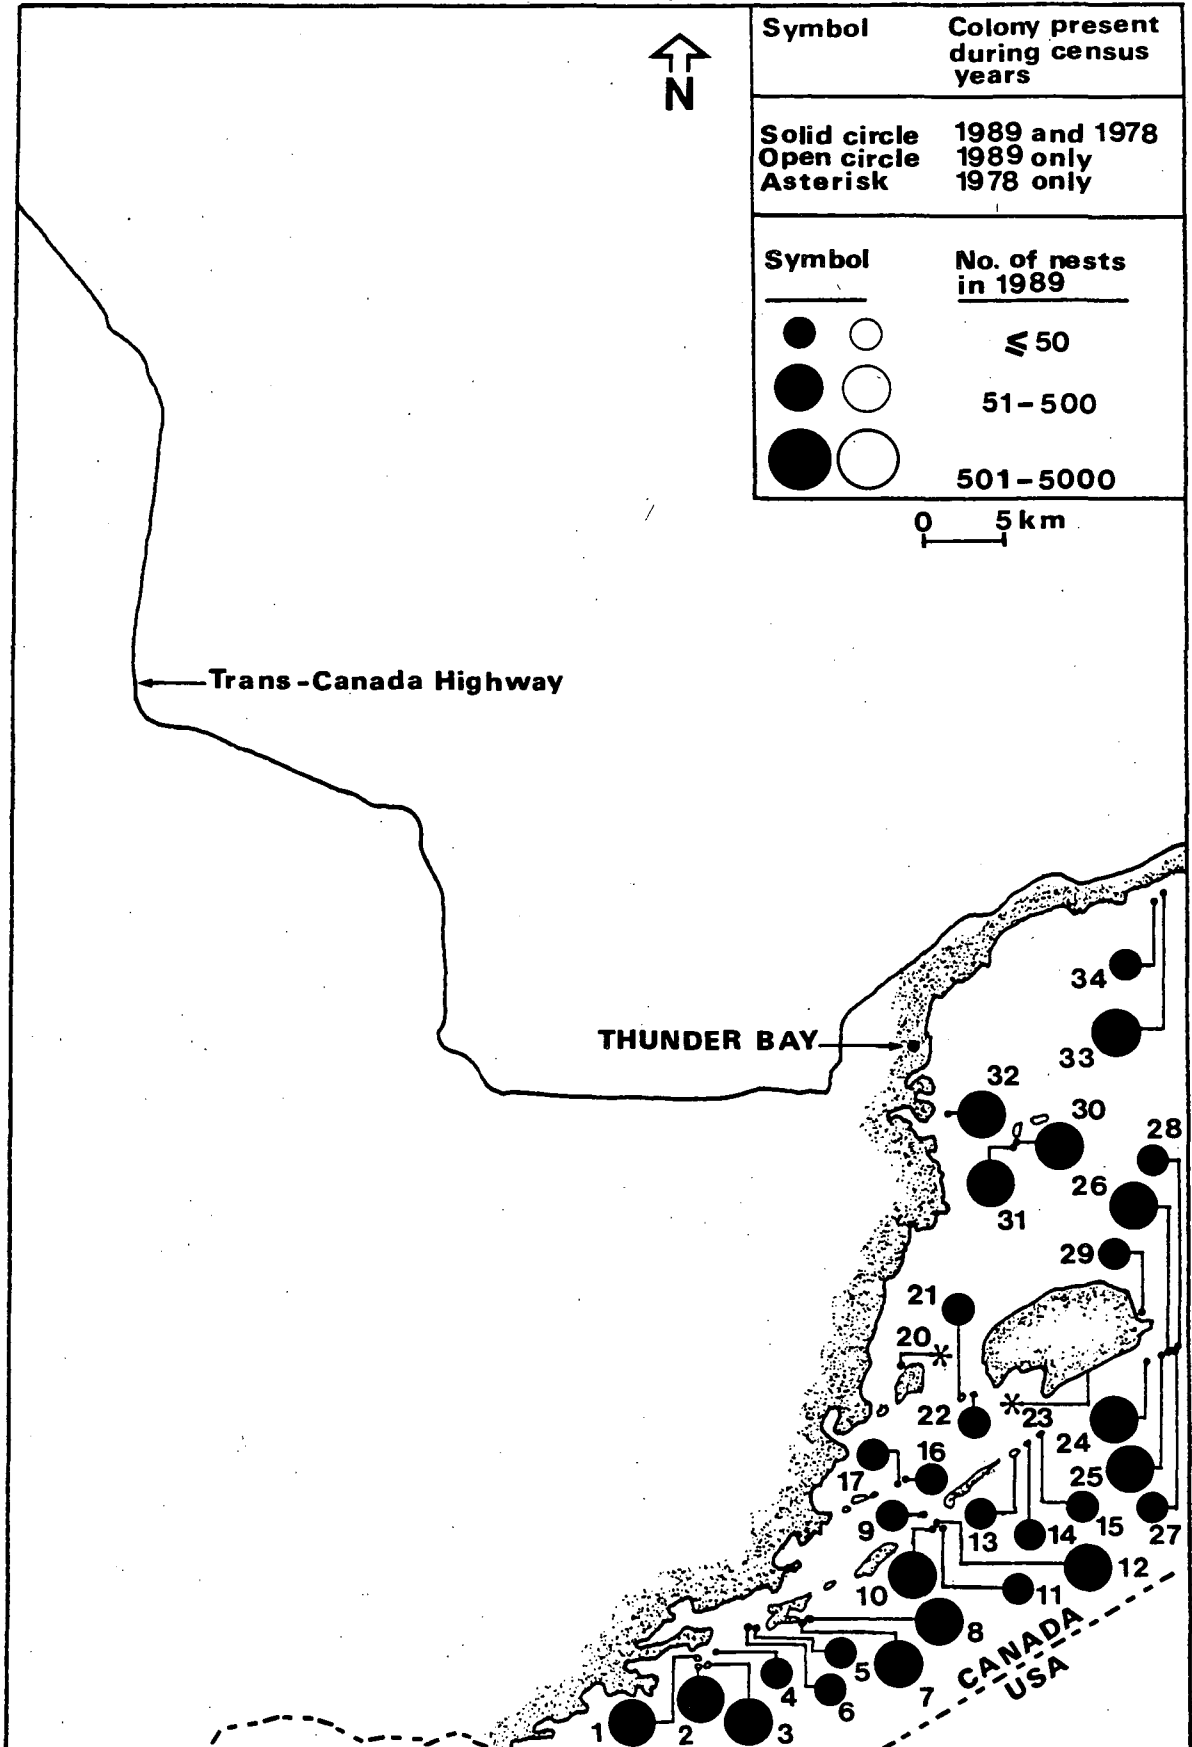 Symbol Colony present
during census
years
Solid circle 1989 and 1978
Open circle 1989 only
Asterisk 1978 only
Symbol No. of nests
in 1989
⩽ 50
51-500
501-5000
0 5 km
N
Trans-Canada Highway
THUNDER BAY
34
33
32
30
28
26
31
29
21
20
22
23
24
16
17
25
9
13
14
15
27
12
10
11
8
5
4
6
7
1
2
3
CANADA
USA